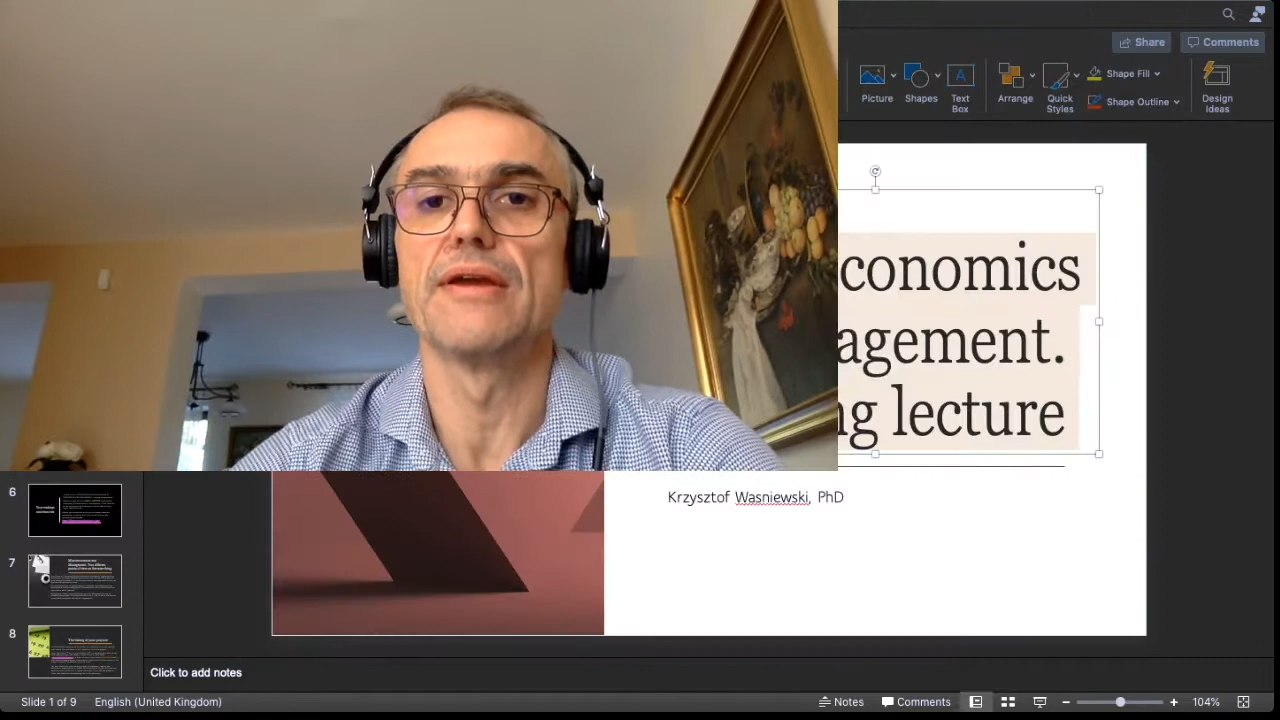 Share
Comments
Picture
Shapes
Text
Box
Arrange
Quick
Styles
Shape Fill
Shape Outline
Design
Ideas
conomics
agement.
ng lecture
Krzysztof Wasniewski, PhD
6
7
8
Click to add notes
Slide 1 of 9
English (United Kingdom)
Notes
Comments
104%